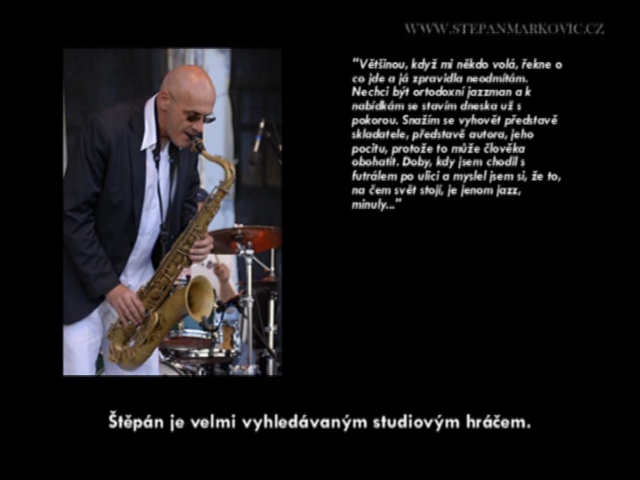 WWW.STEPANMARKOVIC.CZ
"Většinou, když mi někdo volá, řekne o
co jde a já zpravidla neodmítám.
Nechci být ortodoxní jazzman a k
nabídkám se stavím dneska už s
pokorou. Snažím se vyhovět představě
skladatele, představě autora, jeho
pocitu, protože to může člověka
obohatit. Doby, kdy jsem chodil s
futrálem po ulici a myslel jsem si, že to,
na čem svět stojí, je jenom jazz,
minuly..."
Štěpán je velmi vyhledávaným studiovým hráčem.